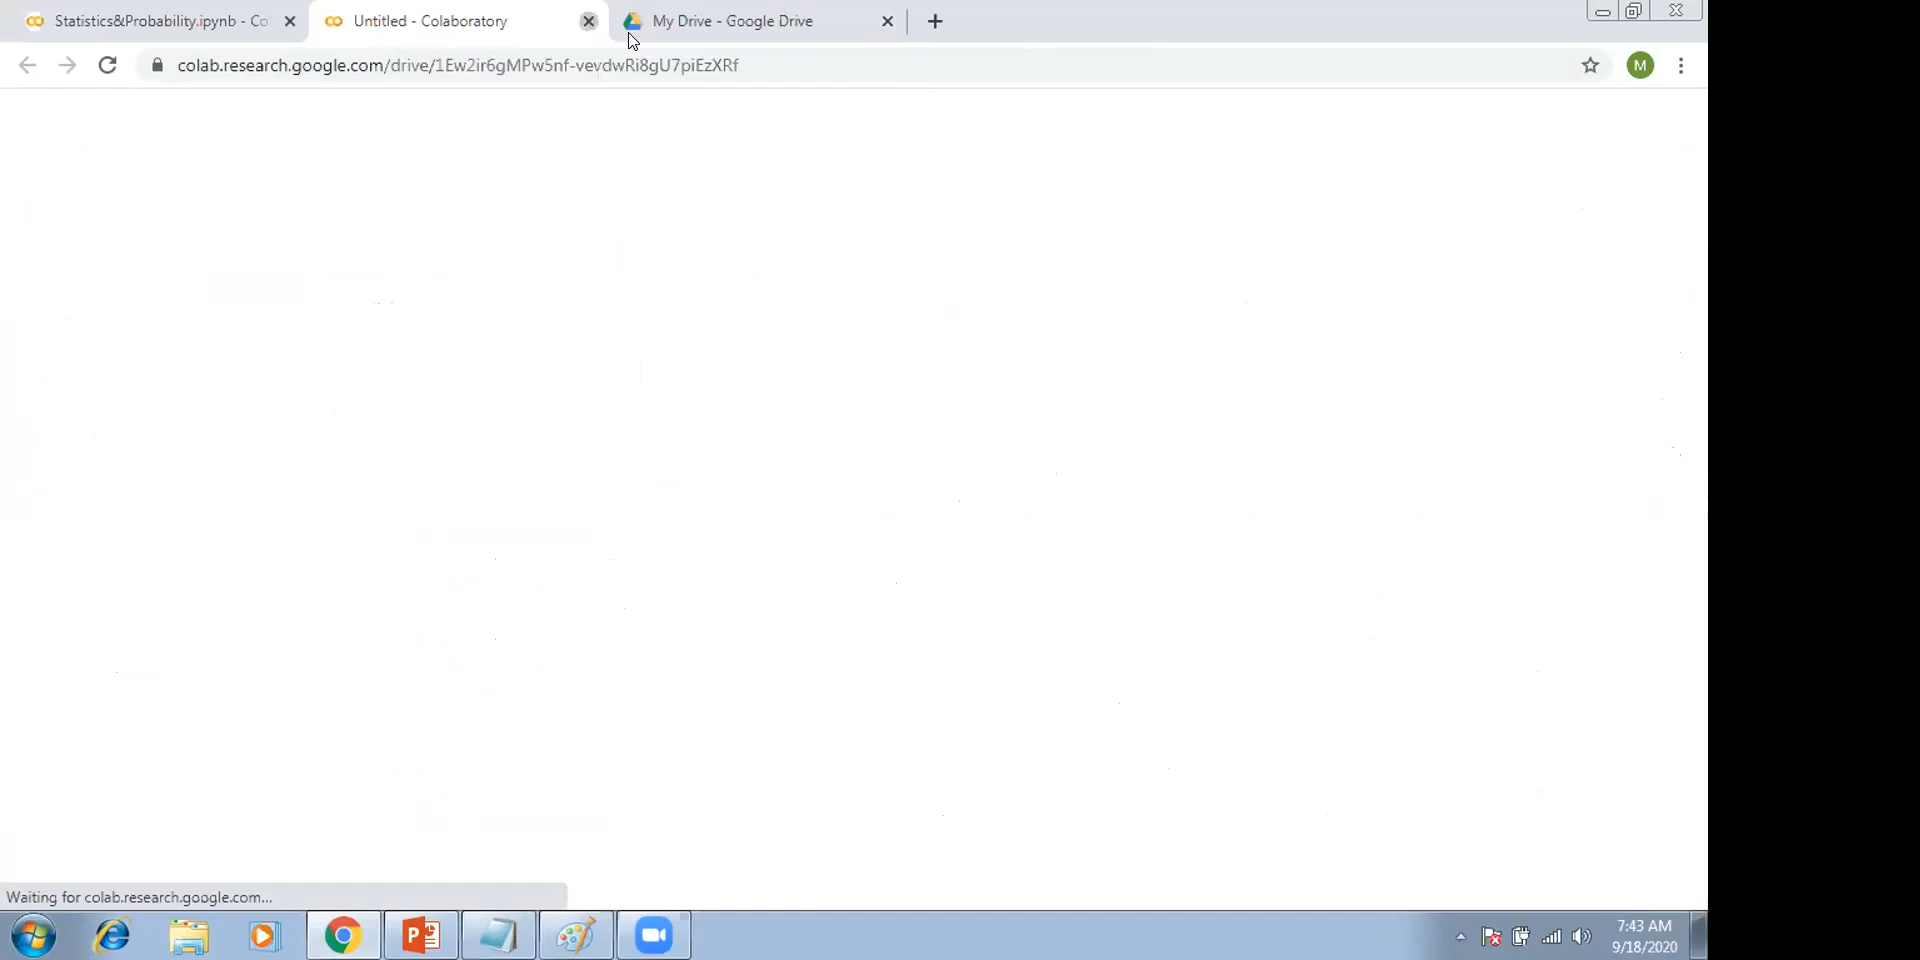 Statistics&Probability.ipynb - Co
Untitled - Colaboratory
My Drive - Google Drive
colab.research.google.com/drive/1Ew2ir6gMPw5nf-vevdwRi8gU7piEzXRf
M
Waiting for colab.research.google.com...
7:43 AM
9/18/2020